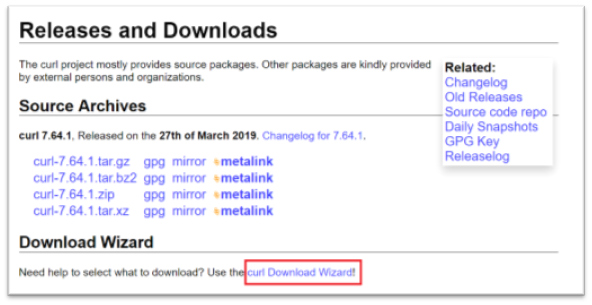 Releases and Downloads
The curl project mostly provides source packages. Other packages are kindly provided
by external persons and organizations.
Related:
Changelog
Old Releases
Source code repo
Daily Snapshots
GPG Key
Releaselog
Source Archives
curl 7.64.1, Released on the 27th of March 2019. Changelog for 7.64.1.
curl-7.64.1.tar.gz gpg mirror metalink
curl-7.64.1.tar.bz2 gpg mirror metalink
curl-7.64.1.zip gpg mirror metalink
curl-7.64.1.tar.xz gpg mirror metalink
Download Wizard
Need help to select what to download? Use the curl Download Wizard!